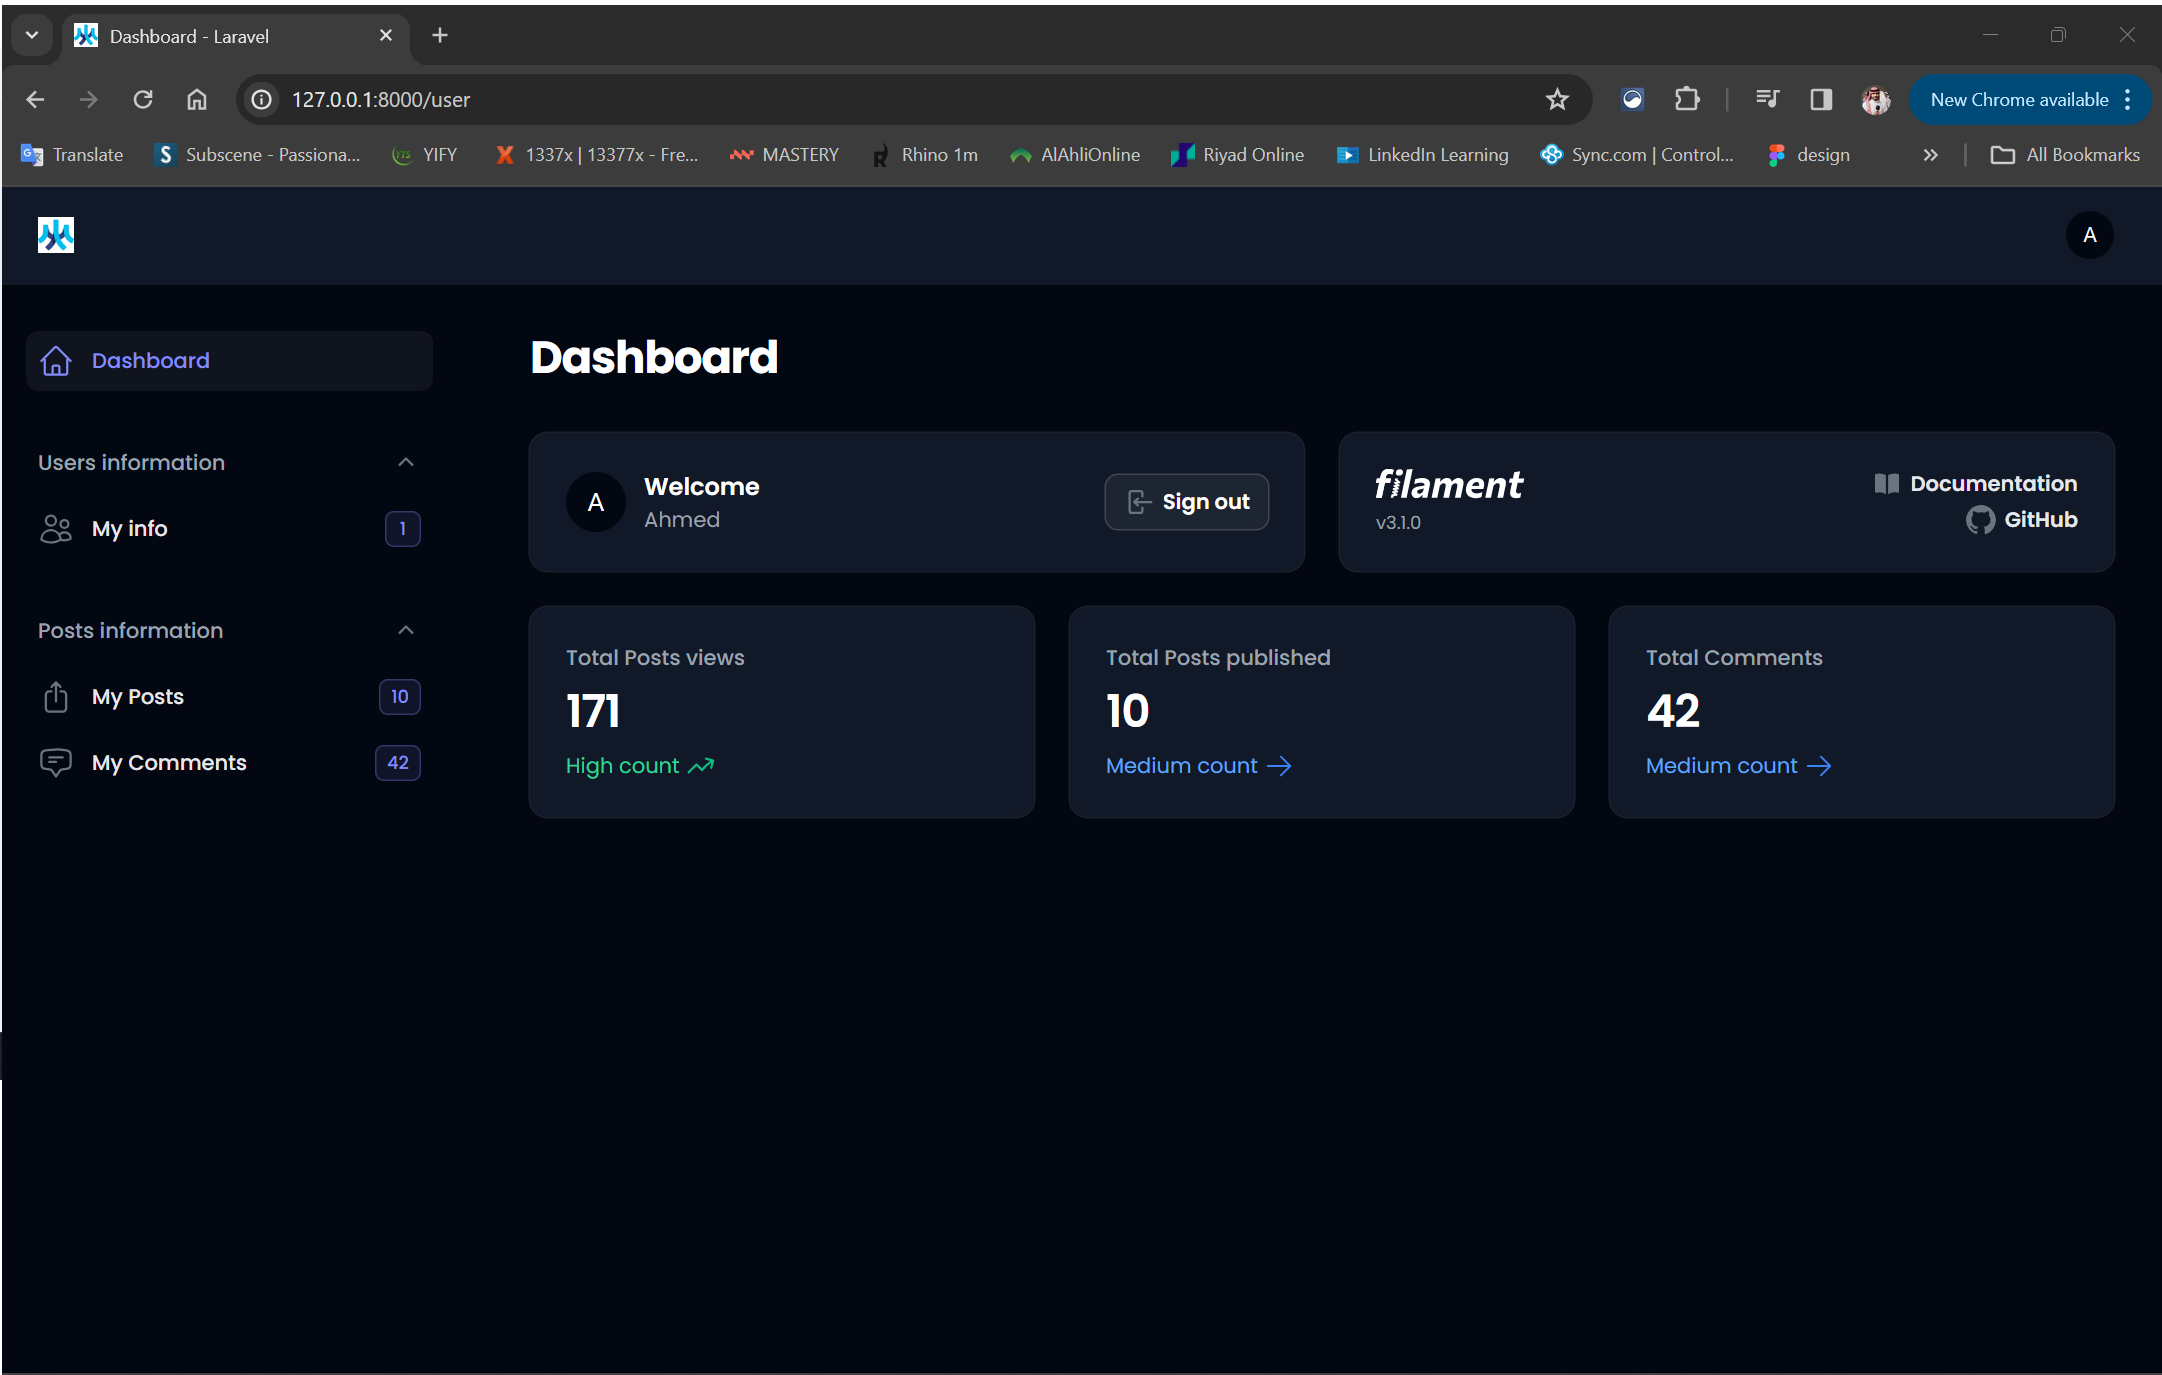 Dashboard - Laravel
127.0.0.1:8000/user
New Chrome available
Translate
Subscene - Passiona...
YTS
YIFY
1337x | 13377x - Fre...
MASTERY
Rhino 1m
AlAhliOnline
Riyad Online
LinkedIn Learning
Sync.com | Control...
design
All Bookmarks
A
Dashboard
Users information
My info
1
Posts information
My Posts
10
My Comments
42
Dashboard
A
Welcome
Ahmed
Sign out
filament
v3.1.0
Documentation
GitHub
Total Posts views
171
High count
Total Posts published
10
Medium count
Total Comments
42
Medium count